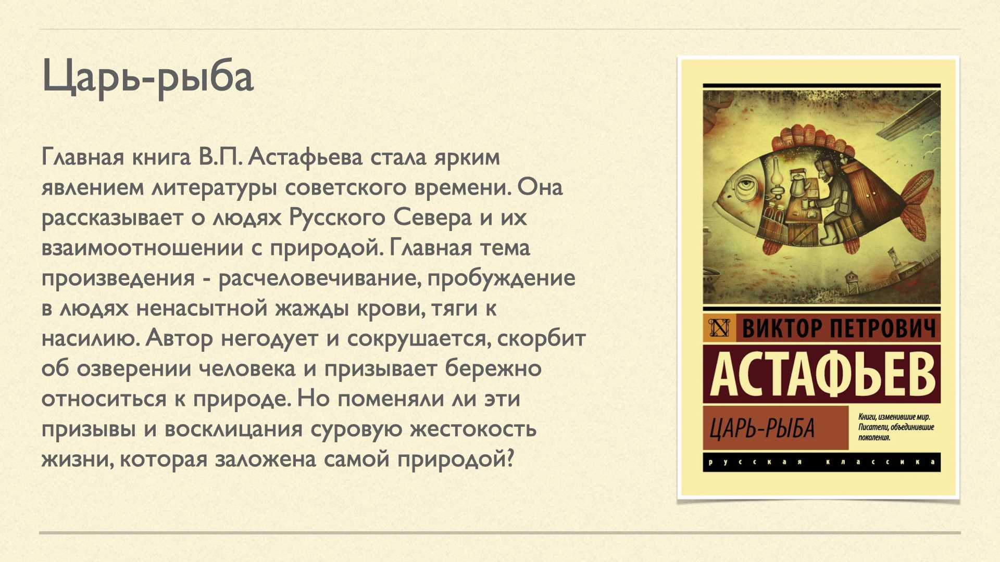 Царь-рыба
Главная книга В.П. Астафьева стала ярким
явлением литературы советского времени. Она
рассказывает о людях Русского Севера и их
взаимоотношении с природой. Главная тема
произведения - расчеловечивание, пробуждение
в людях ненасытной жажды крови, тяги к
насилию. Автор негодует и сокрушается, скорбит
об озверении человека и призывает бережно
относиться к природе. Но поменяли ли эти
призывы и восклицания суровую жестокость
жизни, которая заложена самой природой?
ВИКТОР ПЕТРОВИЧ
АСТАФЬЕВ
ЦАРЬ-РЫБА
Книги, изменившие мир.
Писатели, объединившие
поколения.
русская классика